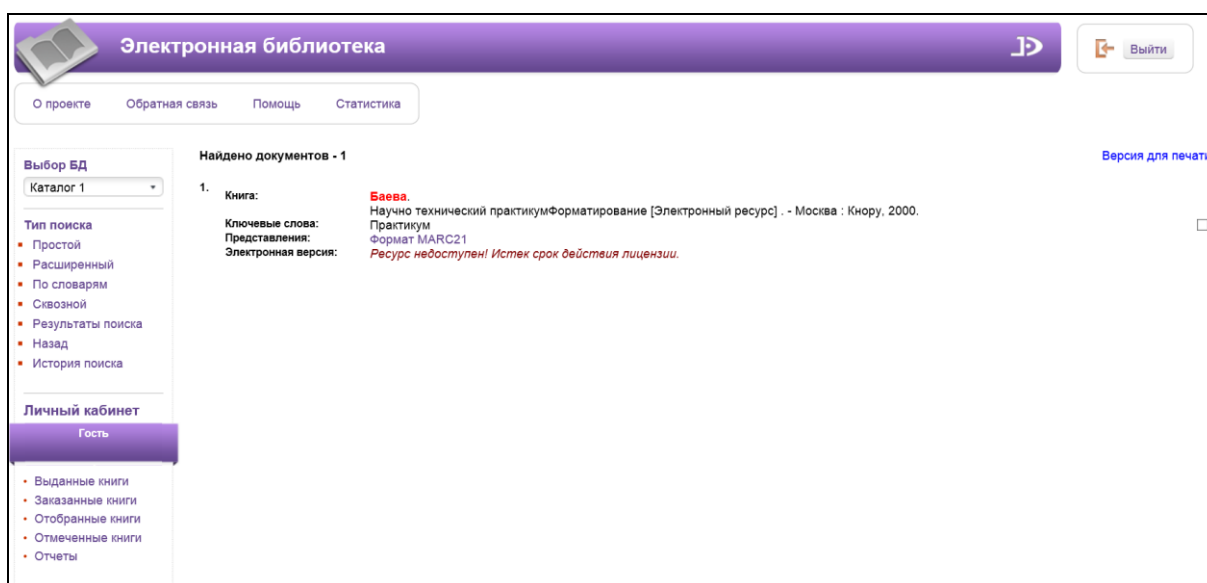 Электронная библиотека
Выйти
О проекте Обратная связь Помощь Статистика
Выбор БД
Каталог 1
Тип поиска
Простой
Расширенный
По словарям
Сквозной
Результаты поиска
Назад
История поиска
Личный кабинет
Гость
Выданные книги
Заказанные книги
Отобранные книги
Отмеченные книги
Отчеты
Найдено документов - 1
Версия для печати
1.
Книга: Баева.
Научно технический практикумФорматирование [Электронный ресурс] . - Москва : Кнору, 2000.
Ключевые слова: Практикум
Представления: Формат MARC21
Электронная версия: Ресурс недоступен! Истек срок действия лицензии.